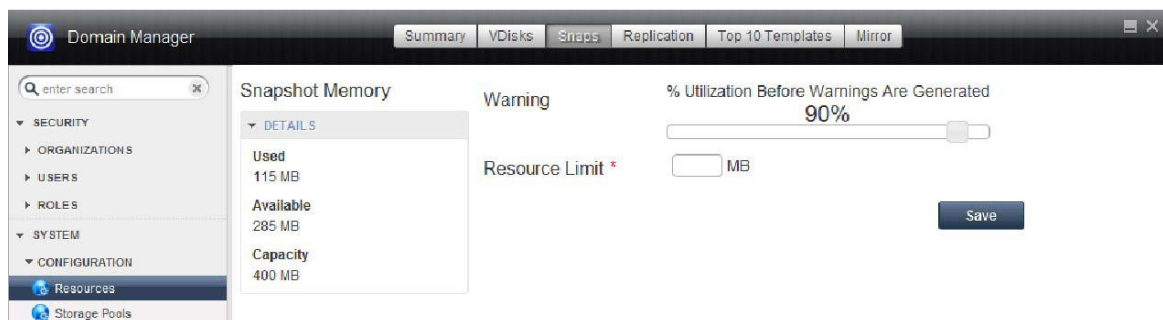 Domain Manager
Summary VDisks Snaps Replication Top 10 Templates Mirror
enter search
SECURITY
ORGANIZATIONS
USERS
ROLES
SYSTEM
CONFIGURATION
Resources
Storage Pools
Snapshot Memory
DETAILS
Used
115 MB
Available
285 MB
Capacity
400 MB
Warning
% Utilization Before Warnings Are Generated
90%
Resource Limit * MB
Save